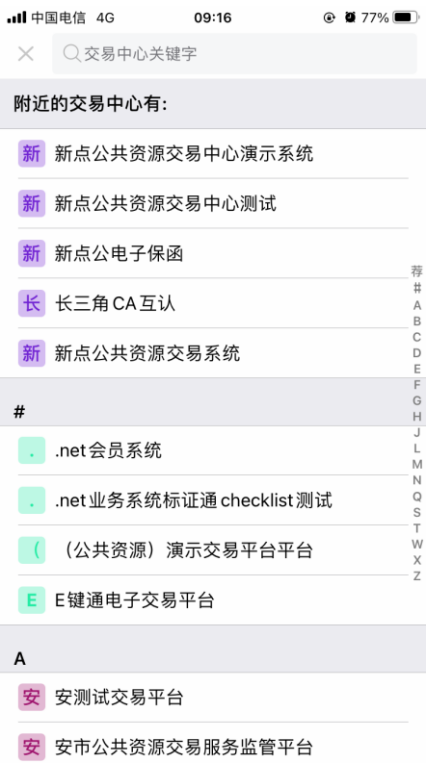 中国电信 4G 09:16 77%
交易中心关键字
附近的交易中心有:
新 新点公共资源交易中心演示系统
新 新点公共资源交易中心测试
新 新点公电子保函
长 长三角CA互认
新 新点公共资源交易系统
#
. .net会员系统
. .net业务系统标证通checklist测试
（ （公共资源）演示交易平台平台
E E键通电子交易平台
A
安 安测试交易平台
安 安市公共资源交易服务监管平台
荐
#
A
B
C
D
E
F
G
H
J
L
M
N
Q
S
T
W
X
Z